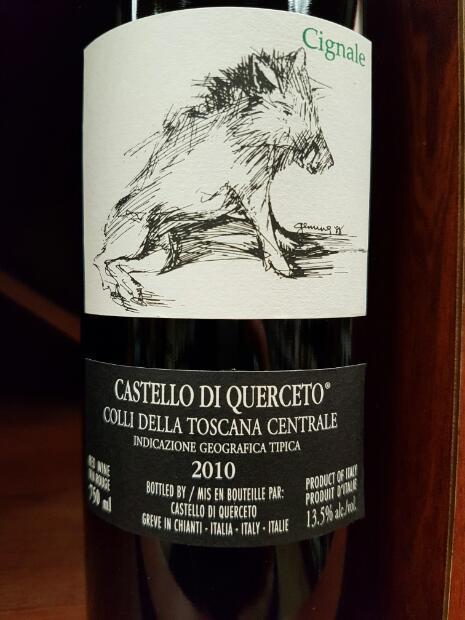 Cignale
CASTELLO DI QUERCETO®
COLLI DELLA TOSCANA CENTRALE
INDICAZIONE GEOGRAFICA TIPICA
2010
RED WINE
VIN ROUGE
750 ml
BOTTLED BY / MIS EN BOUTEILLE PAR:
CASTELLO DI QUERCETO
GREVE IN CHIANTI - ITALIA - ITALY - ITALIE
PRODUCT OF ITALY
PRODUIT D'ITALIE
13.5% alc./vol.